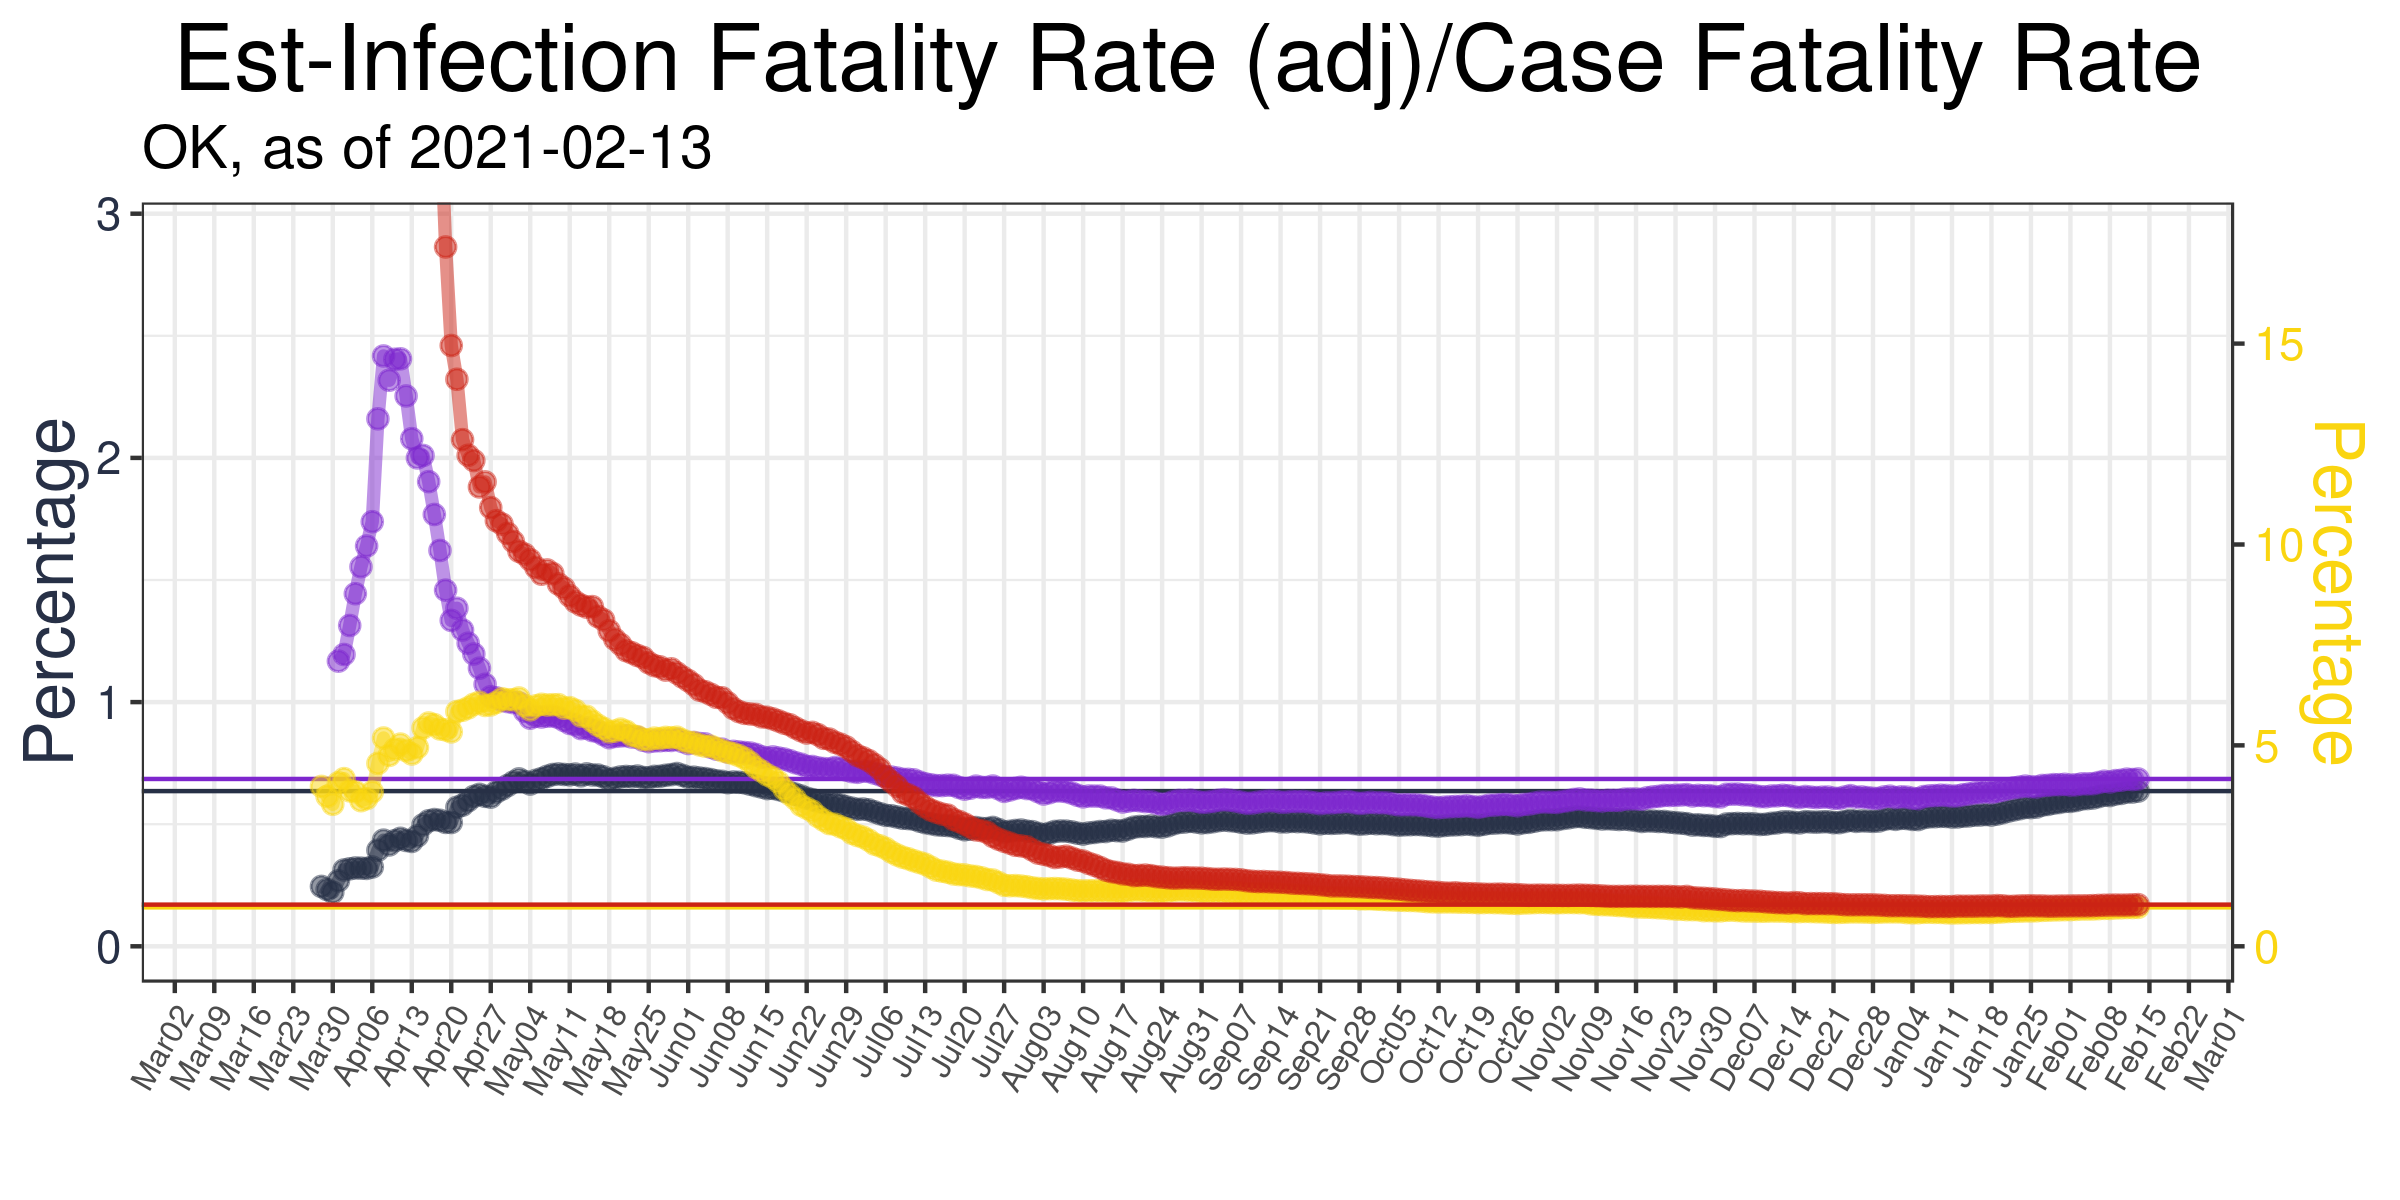 Est-Infection Fatality Rate (adj)/Case Fatality Rate
OK, as of 2021-02-13
Percentage
3
2
1
0
15
10
5
0
Percentage
Mar02 Mar09 Mar16 Mar23 Mar30 Apr06 Apr13 Apr20 Apr27 May04 May11 May18 May25 Jun01 Jun08 Jun15 Jun22 Jun29 Jul06 Jul13 Jul20 Jul27 Aug03 Aug10 Aug17 Aug24 Aug31 Sep07 Sep14 Sep21 Sep28 Oct05 Oct12 Oct19 Oct26 Nov02 Nov09 Nov16 Nov23 Nov30 Dec07 Dec14 Dec21 Dec28 Jan04 Jan11 Jan18 Jan25 Feb01 Feb08 Feb15 Feb22 Mar01